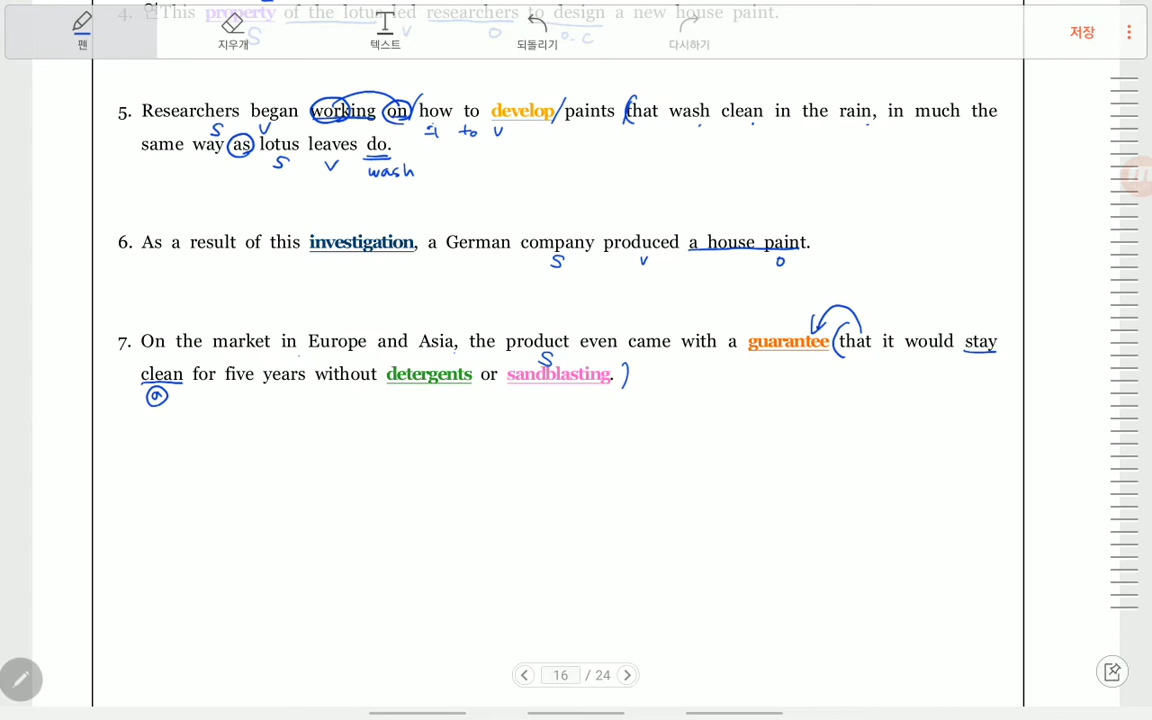 4. This property of the lotus led researchers to design a new house paint.
펜
지우개
텍스트
되돌리기
다시하기
저장
S V O O.C
5. Researchers began working on how to develop paints that wash clean in the rain, in much the
S V to V
same way as lotus leaves do.
S V wash
6. As a result of this investigation, a German company produced a house paint.
S V O
7. On the market in Europe and Asia, the product even came with a guarantee (that it would stay
S
clean for five years without detergents or sandblasting. )
a
16 / 24